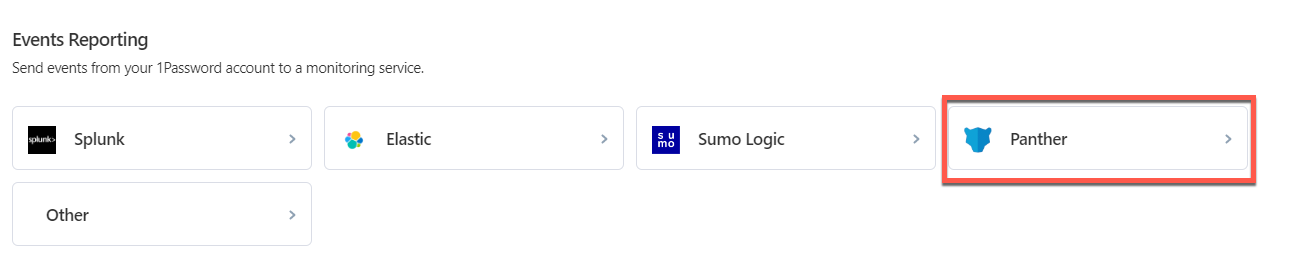 Events Reporting
Send events from your 1Password account to a monitoring service.
splunk> Splunk
Elastic
su
mo
Sumo Logic
Panther
Other